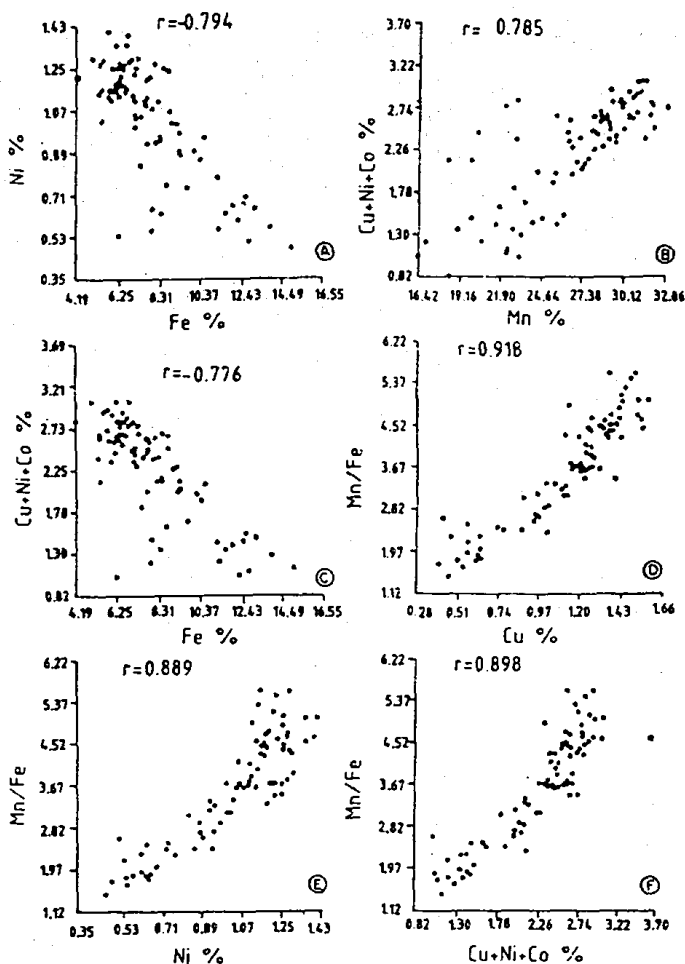 r=-0.794
1.43
1.25
1.07
0.89
0.71
0.53
0.35
Ni %
4.19 6.25 8.31 10.37 12.43 14.49 16.55
Fe %
A
r= 0.785
3.70
3.22
2.74
2.26
1.78
1.30
0.82
Cu+Ni+Co %
16.42 19.16 21.90 24.64 27.38 30.12 32.86
Mn %
B
r=-0.776
3.69
3.21
2.73
2.25
1.78
1.30
0.82
Cu+Ni+Co %
4.19 6.25 8.31 10.37 12.43 14.49 16.55
Fe %
C
r=0.918
6.22
5.37
4.52
3.67
2.82
1.97
1.12
Mn/Fe
0.28 0.51 0.74 0.97 1.20 1.43 1.66
Cu %
D
r=0.889
6.22
5.37
4.52
3.67
2.82
1.97
1.12
Mn/Fe
0.35 0.53 0.71 0.89 1.07 1.25 1.43
Ni %
E
r=0.898
6.22
5.37
4.52
3.67
2.82
1.97
1.12
Mn/Fe
0.82 1.30 1.78 2.26 2.74 3.22 3.70
Cu+Ni+Co %
F